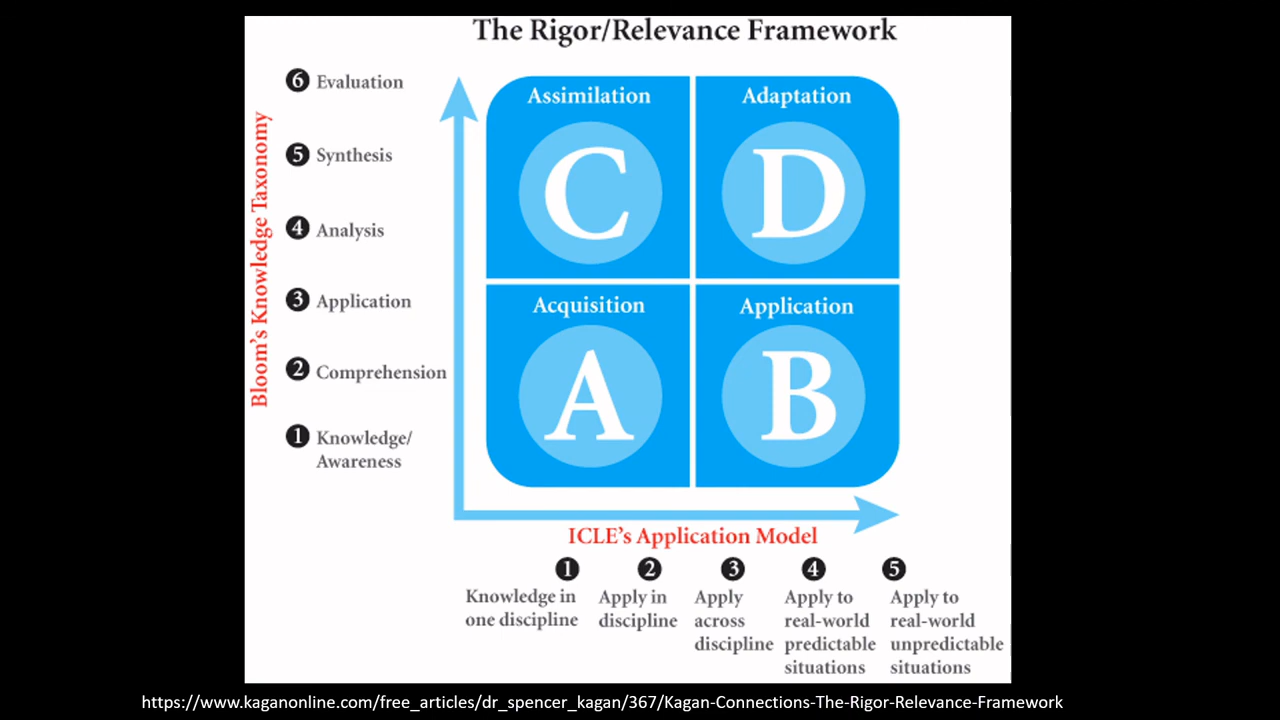 The Rigor/Relevance Framework
Bloom's Knowledge Taxonomy
6 Evaluation
5 Synthesis
4 Analysis
3 Application
2 Comprehension
1 Knowledge/
Awareness
Assimilation
C
Adaptation
D
Acquisition
A
Application
B
ICLE's Application Model
1
Knowledge in
one discipline
2
Apply in
discipline
3
Apply
across
discipline
4
Apply to
real-world
predictable
situations
5
Apply to
real-world
unpredictable
situations
https://www.kaganonline.com/free_articles/dr_spencer_kagan/367/Kagan-Connections-The-Rigor-Relevance-Framework